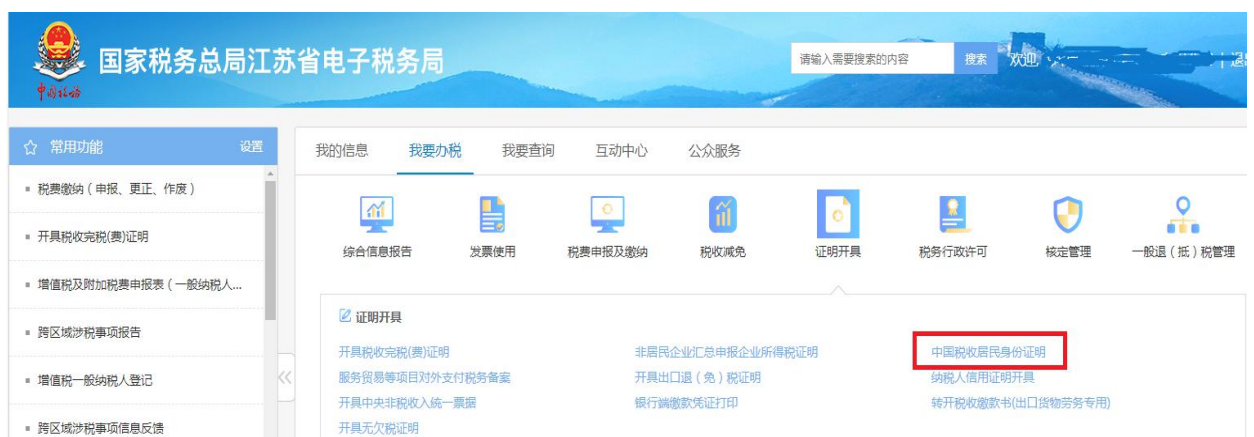 国家税务总局江苏省电子税务局
请输入需要搜索的内容
搜索
欢迎
中国税务
常用功能
设置
我的信息 我要办税 我要查询 互动中心 公众服务
税费缴纳（申报、更正、作废）
开具税收完税(费)证明
增值税及附加税费申报表（一般纳税人...
跨区域涉税事项报告
增值税一般纳税人登记
跨区域涉税事项信息反馈
综合信息报告 发票使用 税费申报及缴纳 税收减免 证明开具 税务行政许可 核定管理 一般退（抵）税管理
证明开具
开具税收完税(费)证明 非居民企业汇总申报企业所得税证明 中国税收居民身份证明
服务贸易等项目对外支付税务备案 开具出口退（免）税证明 纳税人信用证明开具
开具中央非税收入统一票据 银行端缴款凭证打印 转开税收缴款书(出口货物劳务专用)
开具无欠税证明